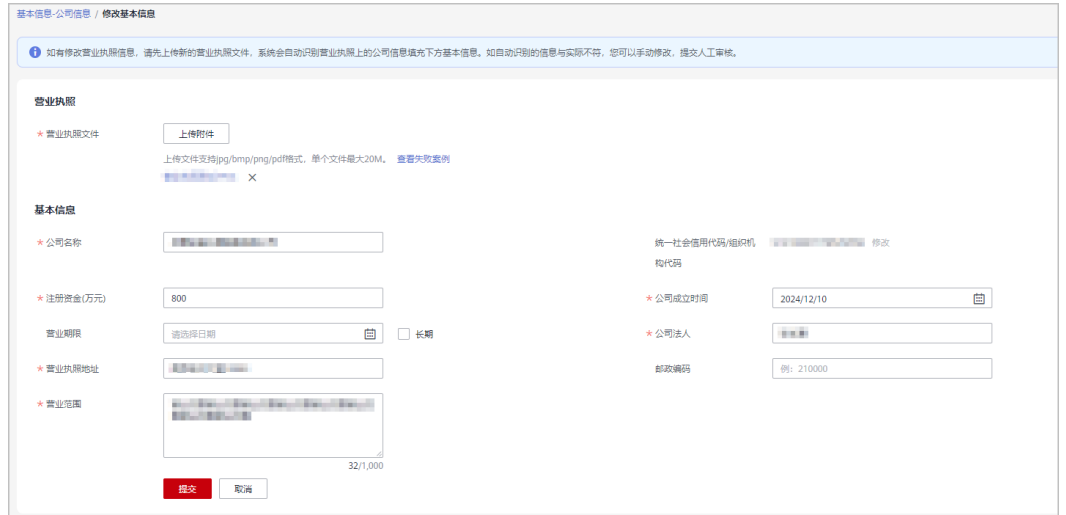 基本信息-公司信息 / 修改基本信息
如有修改营业执照信息，请先上传新的营业执照文件，系统会自动识别营业执照上的公司信息填充下方基本信息。如自动识别的信息与实际不符，您可以手动修改，提交人工审核。
营业执照
* 营业执照文件 上传附件
上传文件支持jpg/bmp/png/pdf格式，单个文件最大20M。 查看失败案例
基本信息
* 公司名称
统一社会信用代码/组织机构代码 修改
* 注册资金(万元) 800
* 公司成立时间 2024/12/10
营业期限 请选择日期 长期
* 公司法人
* 营业执照地址
邮政编码 例：210000
* 营业范围
32/1,000
提交 取消